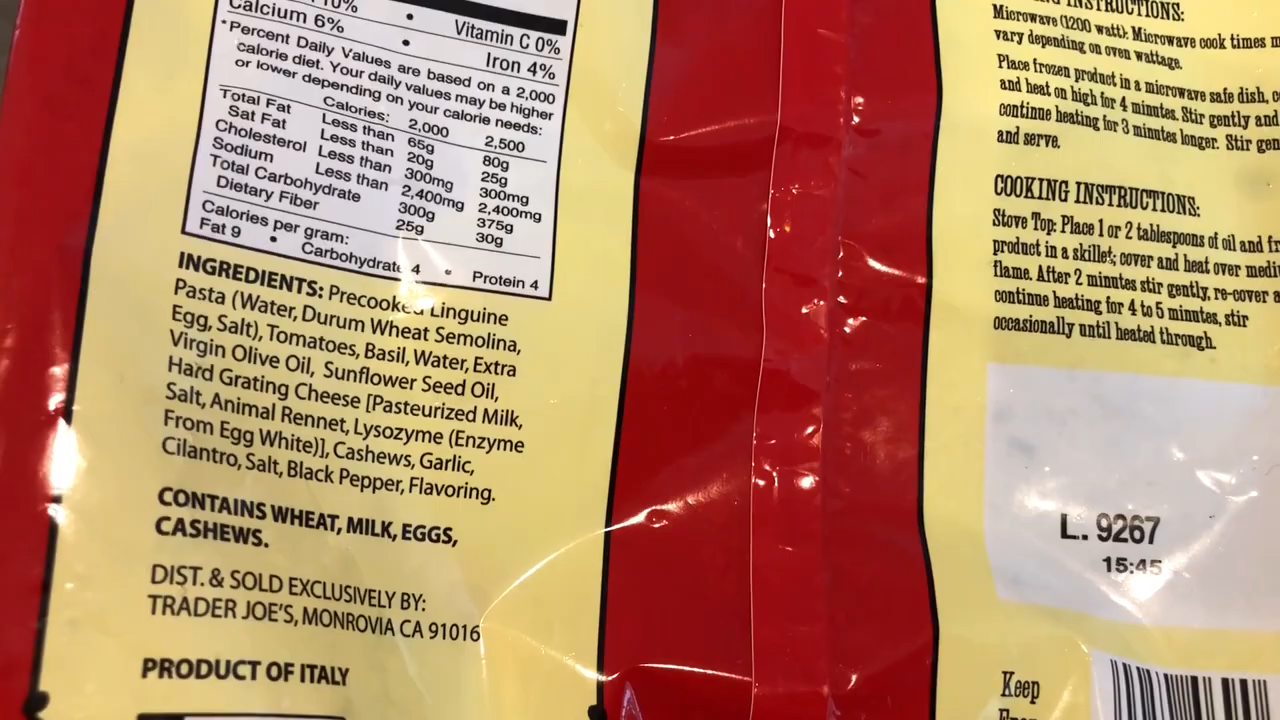 10%
Vitamin C 0%
Calcium 6%
•
Iron 4%
*Percent Daily Values are based on a 2,000
calorie diet. Your daily values may be higher
or lower depending on your calorie needs:
Calories: 2,000 2,500
Total Fat Less than 65g 80g
Sat Fat Less than 20g 25g
Cholesterol Less than 300mg 300mg
Sodium Less than 2,400mg 2,400mg
Total Carbohydrate 300g 375g
Dietary Fiber 25g 30g
Calories per gram:
Fat 9 • Carbohydrate 4 • Protein 4
INGREDIENTS: Precooked Linguine
Pasta (Water, Durum Wheat Semolina,
Egg, Salt), Tomatoes, Basil, Water, Extra
Virgin Olive Oil, Sunflower Seed Oil,
Hard Grating Cheese [Pasteurized Milk,
Salt, Animal Rennet, Lysozyme (Enzyme
From Egg White)], Cashews, Garlic,
Cilantro, Salt, Black Pepper, Flavoring.
CONTAINS WHEAT, MILK, EGGS,
CASHEWS.
DIST. & SOLD EXCLUSIVELY BY:
TRADER JOE'S, MONROVIA CA 91016
PRODUCT OF ITALY
INSTRUCTIONS:
Microwave (1200 watt): Microwave cook times
vary depending on oven wattage.
Place frozen product in a microwave safe dish,
and heat on high for 4 minutes. Stir gently and
continue heating for 3 minutes longer. Stir
and serve.
COOKING INSTRUCTIONS:
Stove Top: Place 1 or 2 tablespoons of oil and
product in a skillet; cover and heat over
flame. After 2 minutes stir gently, re-cover
continue heating for 4 to 5 minutes, stir
occasionally until heated through.
L. 9267
15:45
Keep